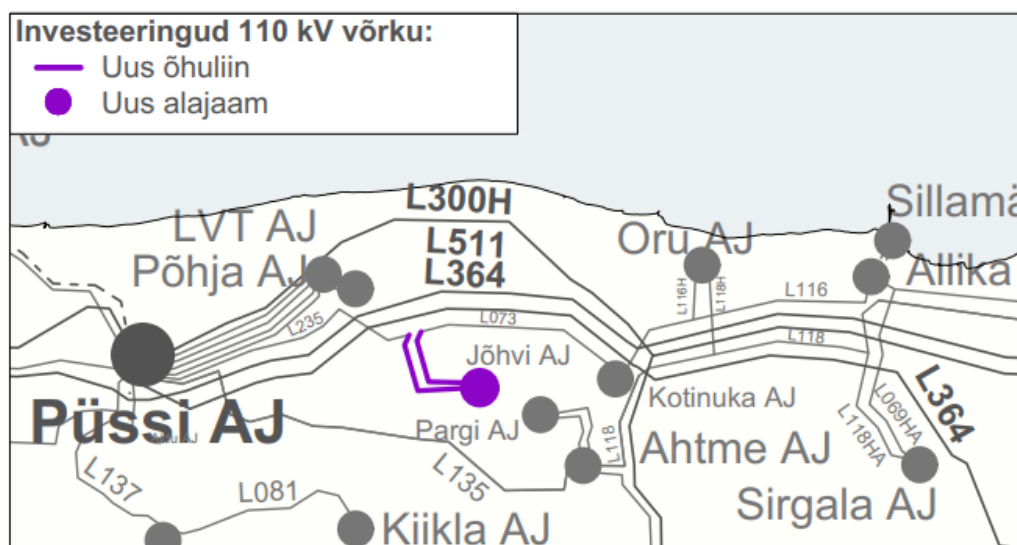 Investeeringud 110 kV võrku:
Uus õhuliin
Uus alajaam
L300H
LVT AJ
L511
Põhja AJ
L364
Oru AJ
Sillamä
Allika
L116H
L118H
L116
L235
L073
L118
Jõhvi AJ
Kotinuka AJ
Püssi AJ
Pargi AJ
L118
Ahtme AJ
L069HA
L118HA
L364
L137
L081
L135
Sirgala AJ
Kiikla AJ